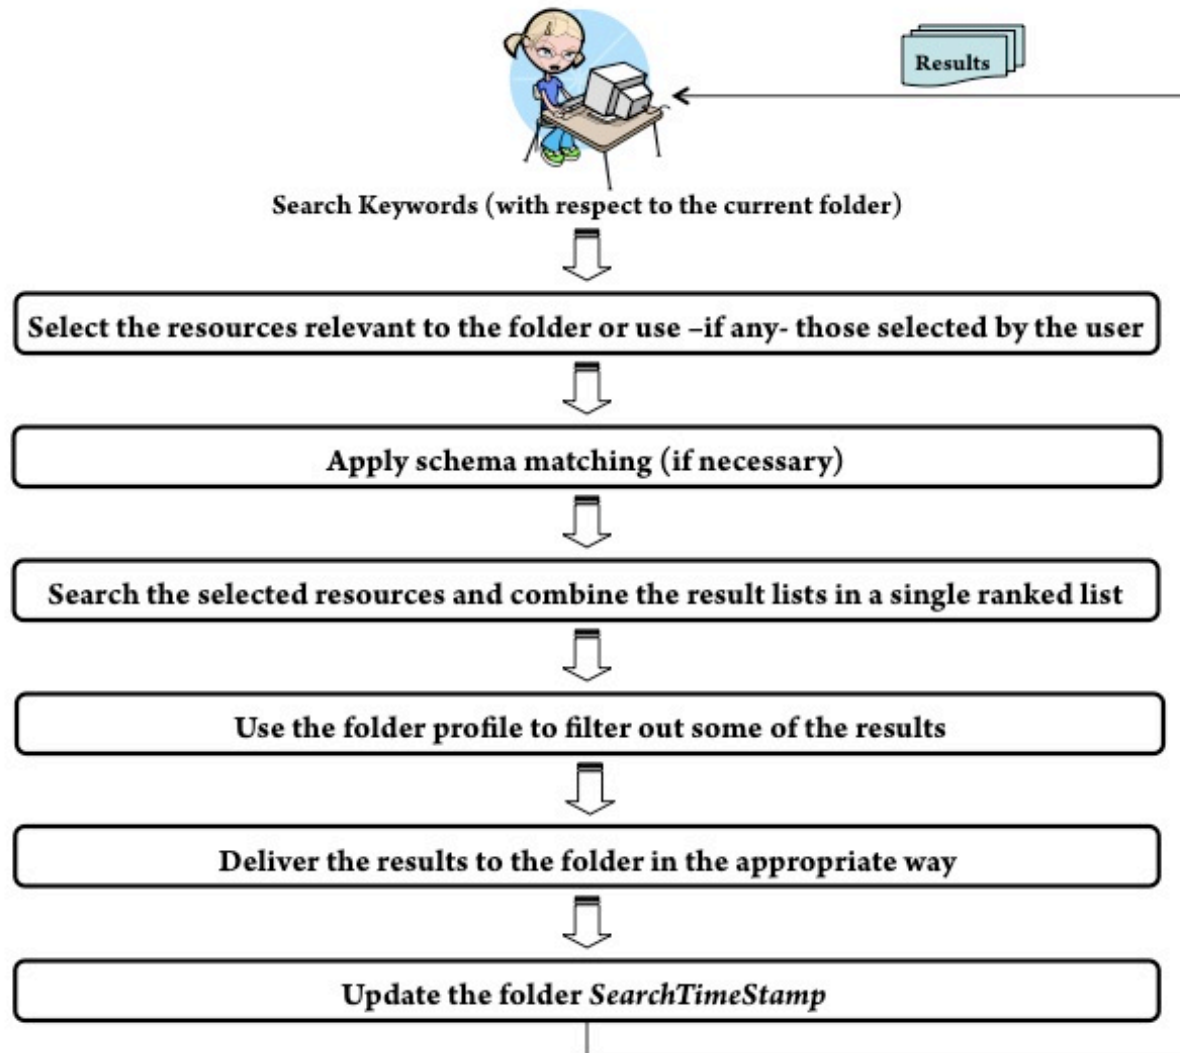 Results
Search Keywords (with respect to the current folder)
Select the resources relevant to the folder or use –if any- those selected by the user
Apply schema matching (if necessary)
Search the selected resources and combine the result lists in a single ranked list
Use the folder profile to filter out some of the results
Deliver the results to the folder in the appropriate way
Update the folder SearchTimeStamp